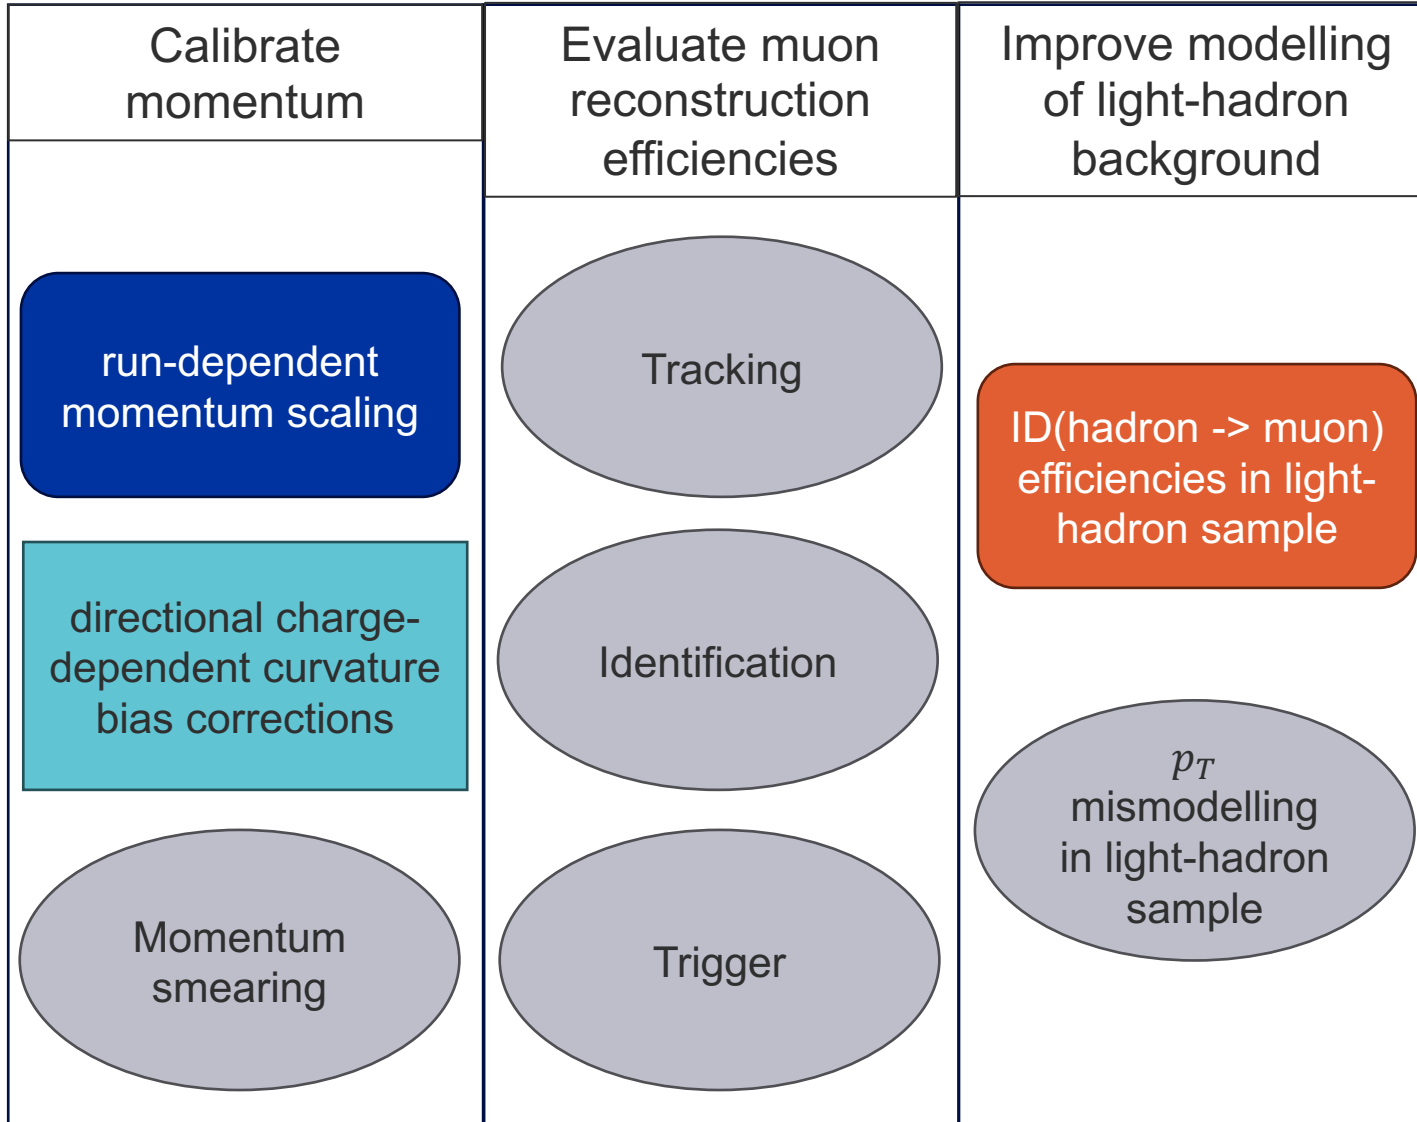 Calibrate
momentum
Evaluate muon
reconstruction
efficiencies
Improve modelling
of light-hadron
background
run-dependent
momentum scaling
directional charge-
dependent curvature
bias corrections
Momentum
smearing
Tracking
Identification
Trigger
ID(hadron -> muon)
efficiencies in light-
hadron sample
p_T
mismodelling
in light-hadron
sample